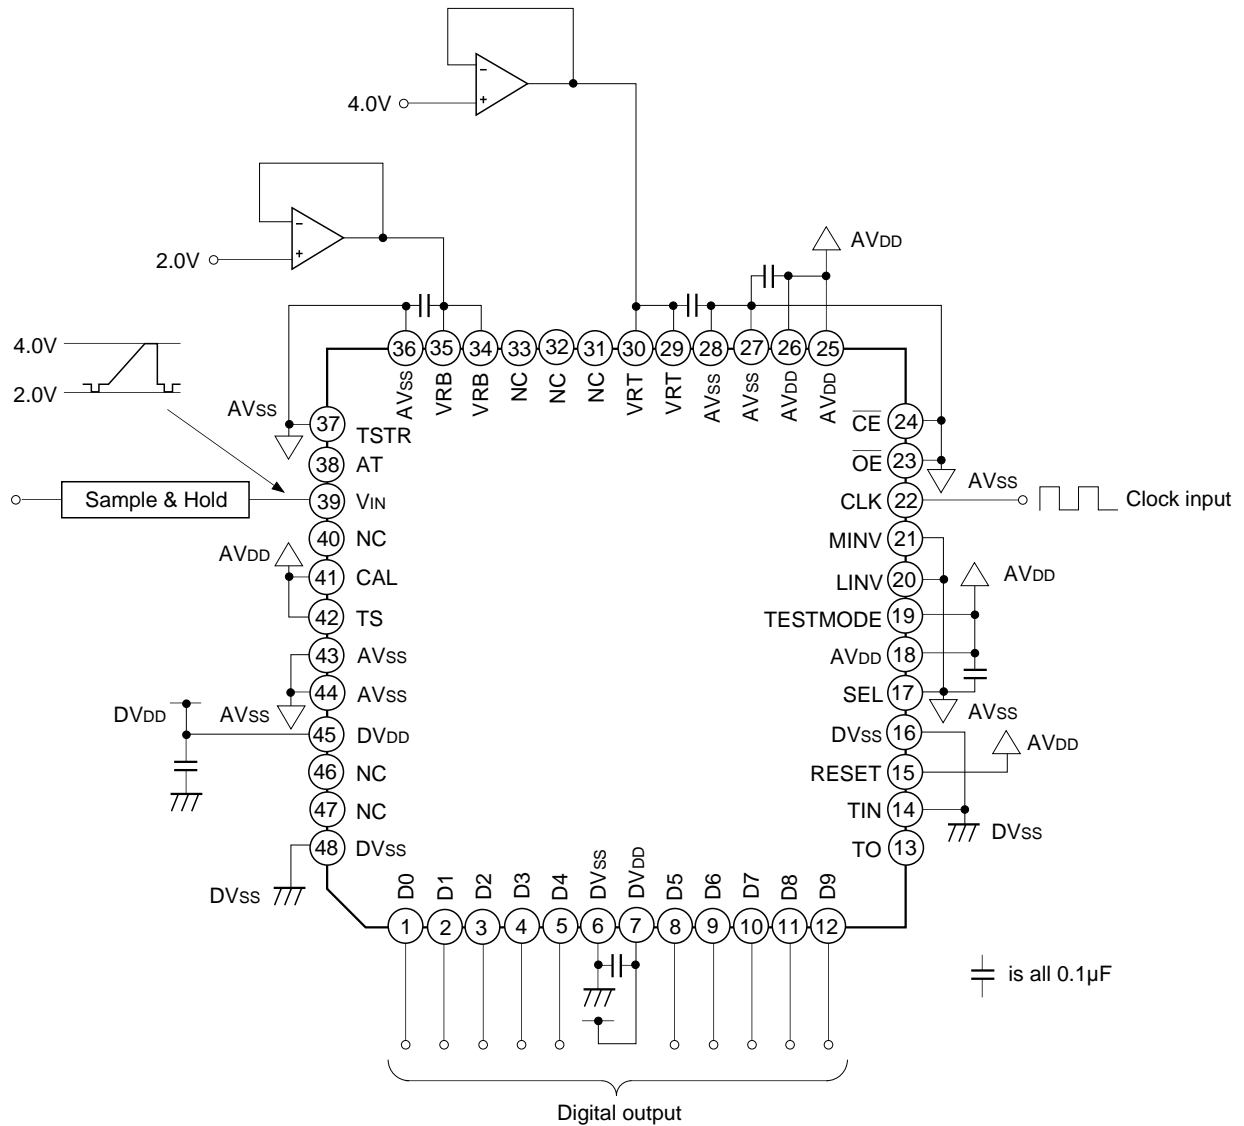 4.0V
−
+
2.0V
−
+
AVDD
36 35 34 33 32 31 30 29 28 27 26 25
AVSS VRB VRB NC NC NC VRT VRT AVSS AVSS AVDD AVDD
4.0V
2.0V
AVSS
37 TSTR
38 AT
Sample & Hold
39 VIN
40 NC
AVDD
41 CAL
42 TS
43 AVSS
44 AVSS
AVSS
DVDD
45 DVDD
46 NC
47 NC
48 DVSS
DVSS
CE 24
OE 23
AVSS
CLK 22
Clock input
MINV 21
LINV 20
AVDD
TESTMODE 19
AVDD 18
SEL 17
AVSS
DVSS 16
AVDD
RESET 15
TIN 14
DVSS
TO 13
D0 D1 D2 D3 D4 DVSS DVDD D5 D6 D7 D8 D9
1 2 3 4 5 6 7 8 9 10 11 12
is all 0.1µF
Digital output